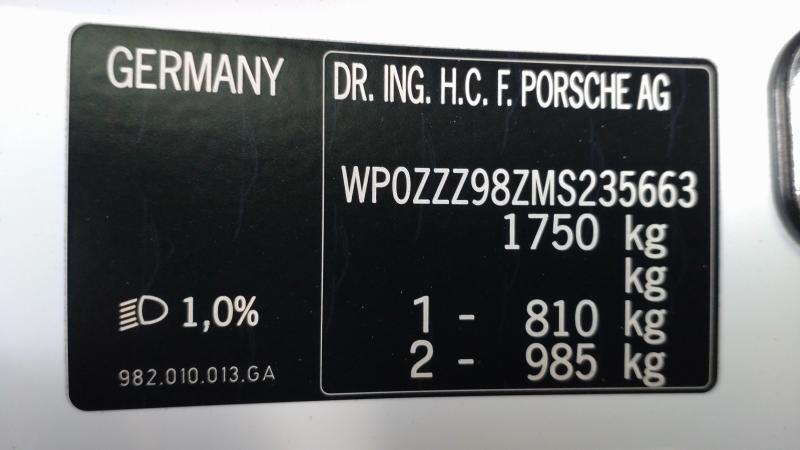 GERMANY
DR. ING. H.C. F. PORSCHE AG
WP0ZZZ98ZMS235663
1750 kg
kg
1 - 810 kg
2 - 985 kg
1,0%
982.010.013.GA